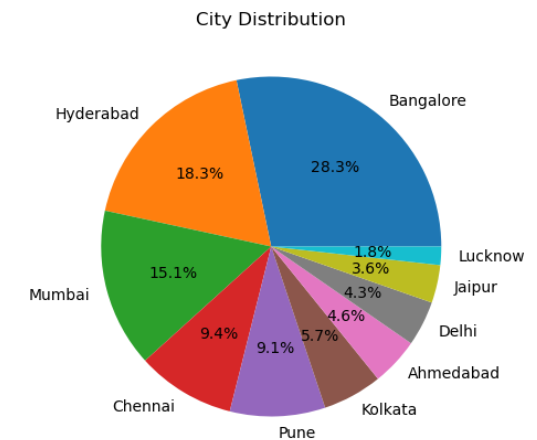 City Distribution
Bangalore
28.3%
Hyderabad
18.3%
Mumbai
15.1%
Chennai
9.4%
Pune
9.1%
Kolkata
5.7%
Ahmedabad
4.6%
Delhi
4.3%
Jaipur
3.6%
Lucknow
1.8%